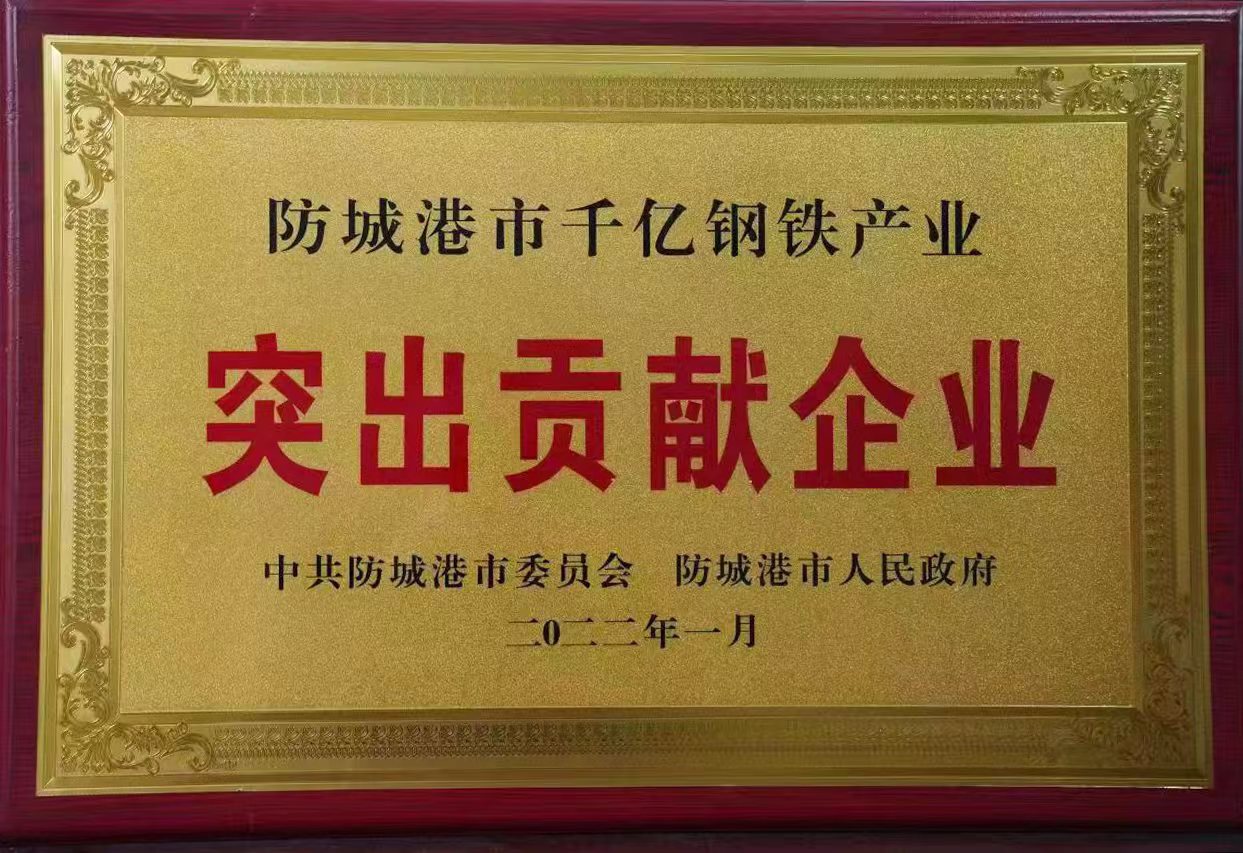 防城港市千亿钢铁产业
突出贡献企业
中共防城港市委员会 防城港市人民政府
二0二二年一月